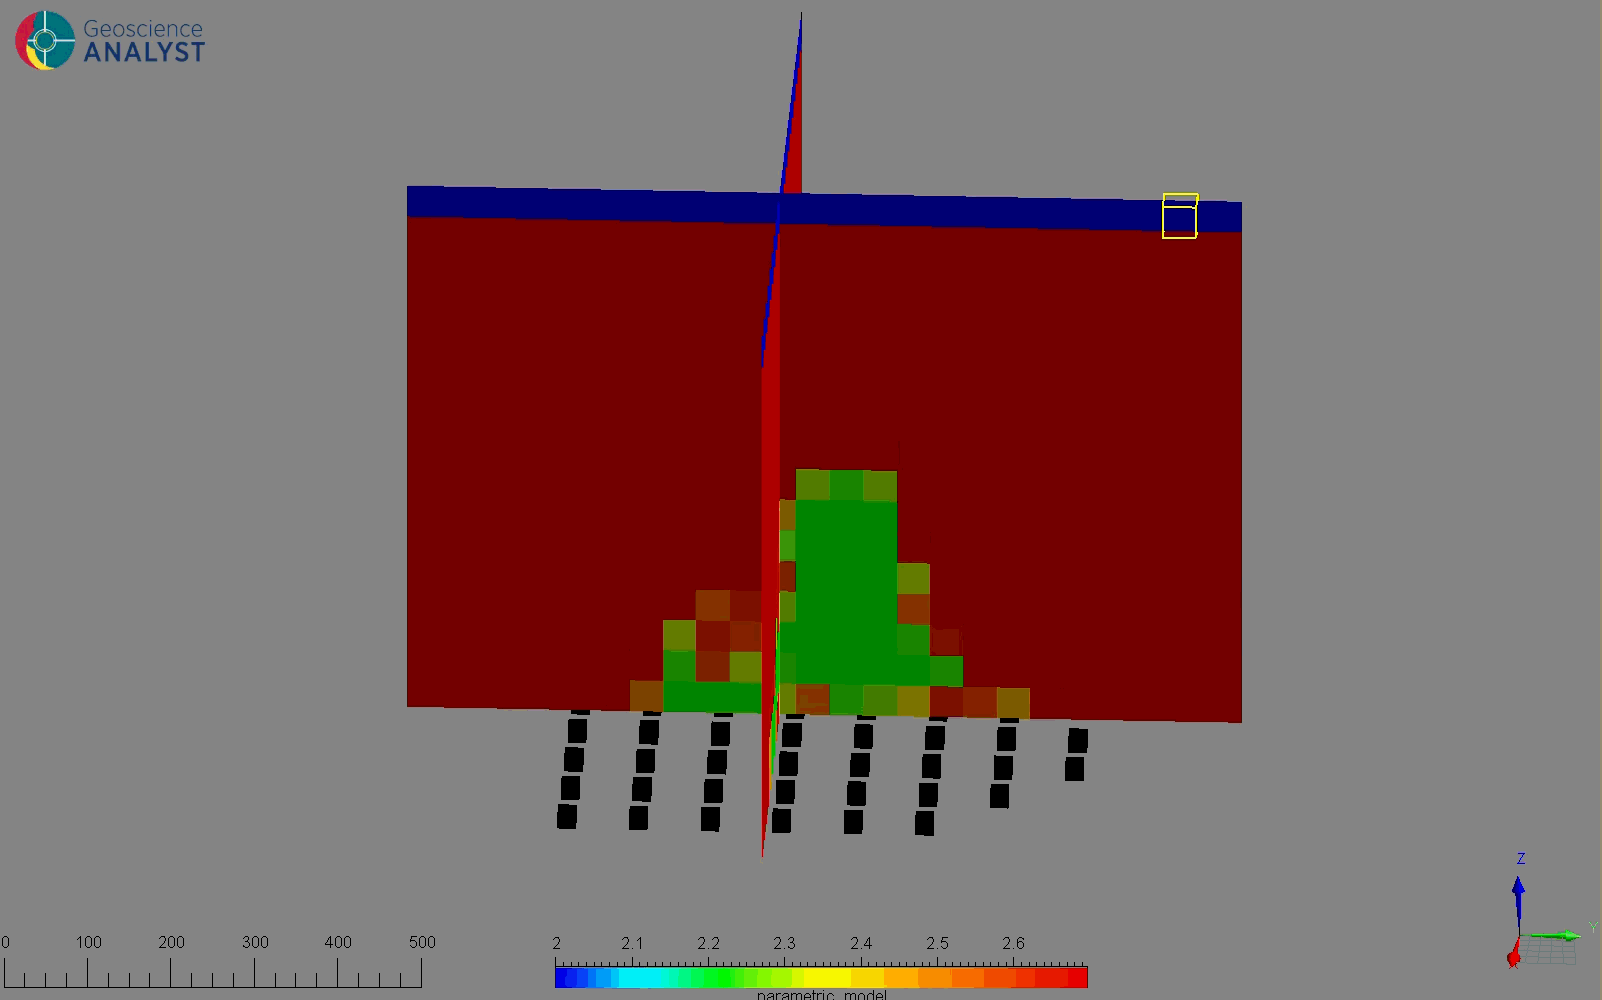 Geoscience
ANALYST
0 100 200 300 400 500
2 2.1 2.2 2.3 2.4 2.5 2.6
parametric_model
Z
Y
X